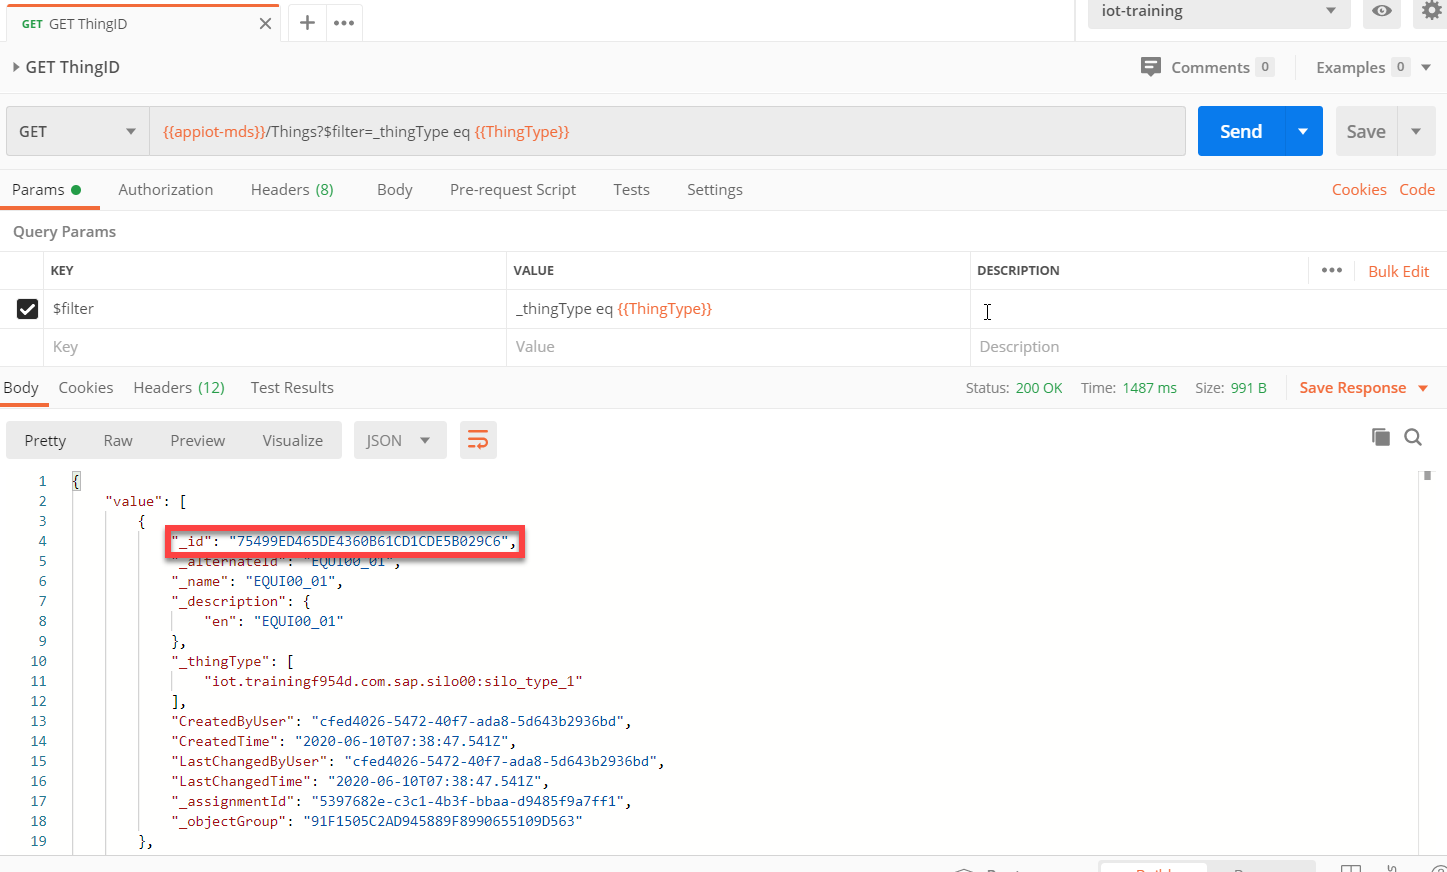 GET GET ThingID
iot-training
GET ThingID
Comments 0 Examples 0
GET {{appiot-mds}}/Things?$filter=_thingType eq {{ThingType}} Send Save
Params Authorization Headers (8) Body Pre-request Script Tests Settings Cookies Code
Query Params
KEY VALUE DESCRIPTION Bulk Edit
$filter _thingType eq {{ThingType}}
Key Value Description
Body Cookies Headers (12) Test Results Status: 200 OK Time: 1487 ms Size: 991 B Save Response
Pretty Raw Preview Visualize JSON
1 {
2 "value": [
3 {
4 "_id": "75499ED465DE4360B61CD1CDE5B029C6",
5 "_alternateId": "EQUI00_01",
6 "_name": "EQUI00_01",
7 "_description": {
8 "en": "EQUI00_01"
9 },
10 "_thingType": [
11 "iot.trainingf954d.com.sap.silo00:silo_type_1"
12 ],
13 "CreatedByUser": "cfed4026-5472-40f7-ada8-5d643b2936bd",
14 "CreatedTime": "2020-06-10T07:38:47.541Z",
15 "LastChangedByUser": "cfed4026-5472-40f7-ada8-5d643b2936bd",
16 "LastChangedTime": "2020-06-10T07:38:47.541Z",
17 "_assignmentId": "5397682e-c3c1-4b3f-bbaa-d9485f9a7ff1",
18 "_objectGroup": "91F1505C2AD945889F8990655109D563"
19 },